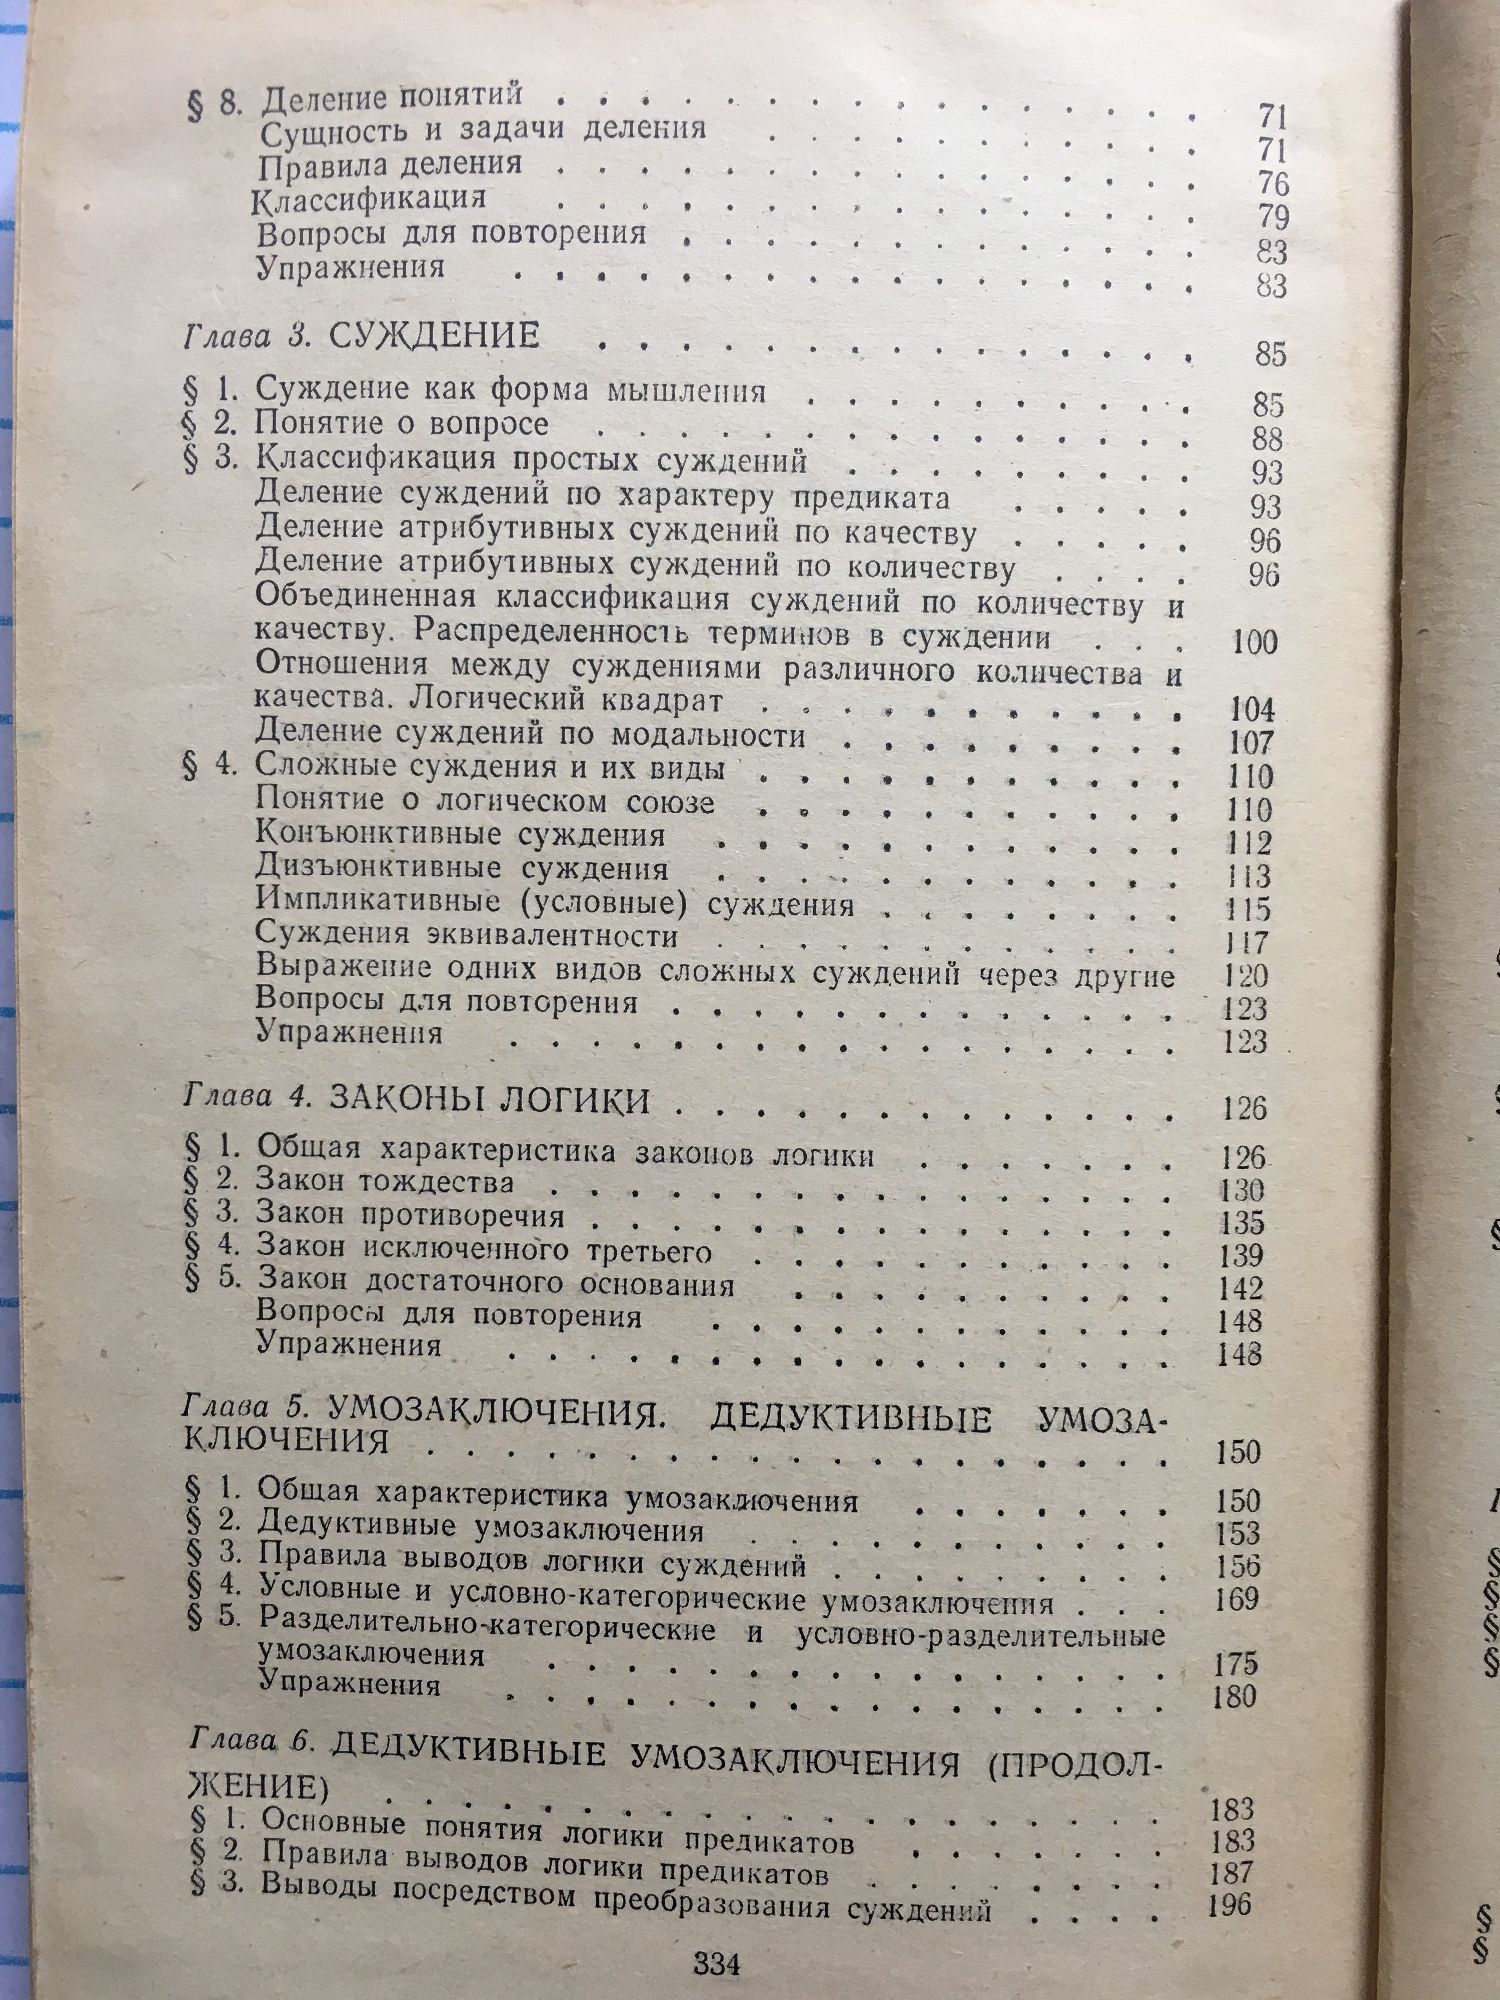 § 8. Деление понятий . . . . . . . . . . . . . . . . 71
Сущность и задачи деления . . . . . . . . . . . 71
Правила деления . . . . . . . . . . . . . . . . 76
Классификация . . . . . . . . . . . . . . . . 79
Вопросы для повторения . . . . . . . . . . . . . 83
Упражнения . . . . . . . . . . . . . . . . . 83
Глава 3. СУЖДЕНИЕ . . . . . . . . . . . . . . . 85
§ 1. Суждение как форма мышления . . . . . . . . . . 85
§ 2. Понятие о вопросе . . . . . . . . . . . . . . . 88
§ 3. Классификация простых суждений . . . . . . . . . 93
Деление суждений по характеру предиката . . . . . 93
Деление атрибутивных суждений по качеству . . . . . 96
Деление атрибутивных суждений по количеству . . . . 96
Объединенная классификация суждений по количеству и
качеству. Распределенность терминов в суждении . . . 100
Отношения между суждениями различного количества и
качества. Логический квадрат . . . . . . . . . . . 104
Деление суждений по модальности . . . . . . . . . 107
§ 4. Сложные суждения и их виды . . . . . . . . . . . 110
Понятие о логическом союзе . . . . . . . . . . . 110
Конъюнктивные суждения . . . . . . . . . . . . 112
Дизъюнктивные суждения . . . . . . . . . . . . 113
Импликативные (условные) суждения . . . . . . . . 115
Суждения эквивалентности . . . . . . . . . . . . 117
Выражение одних видов сложных суждений через другие 120
Вопросы для повторения . . . . . . . . . . . . . 123
Упражнения . . . . . . . . . . . . . . . . . 123
Глава 4. ЗАКОНЫ ЛОГИКИ . . . . . . . . . . . . . 126
§ 1. Общая характеристика законов логики . . . . . . . 126
§ 2. Закон тождества . . . . . . . . . . . . . . . . 130
§ 3. Закон противоречия . . . . . . . . . . . . . . . 135
§ 4. Закон исключенного третьего . . . . . . . . . . . 139
§ 5. Закон достаточного основания . . . . . . . . . . 142
Вопросы для повторения . . . . . . . . . . . . 148
Упражнения . . . . . . . . . . . . . . . . . 148
Глава 5. УМОЗАКЛЮЧЕНИЯ. ДЕДУКТИВНЫЕ УМОЗА-
КЛЮЧЕНИЯ . . . . . . . . . . . . . . . . . . . 150
§ 1. Общая характеристика умозаключения . . . . . . . 150
§ 2. Дедуктивные умозаключения . . . . . . . . . . . 153
§ 3. Правила выводов логики суждений . . . . . . . . . 156
§ 4. Условные и условно-категорические умозаключения . . . 169
§ 5. Разделительно-категорические и условно-разделительные
умозаключения . . . . . . . . . . . . . . . . 175
Упражнения . . . . . . . . . . . . . . . . . 180
Глава 6. ДЕДУКТИВНЫЕ УМОЗАКЛЮЧЕНИЯ (ПРОДОЛ-
ЖЕНИЕ) . . . . . . . . . . . . . . . . . . . . 183
§ 1. Основные понятия логики предикатов . . . . . . . 183
§ 2. Правила выводов логики предикатов . . . . . . . . 187
§ 3. Выводы посредством преобразования суждений . . . . 196
334
§
§
§
§
§
§
§
§
§